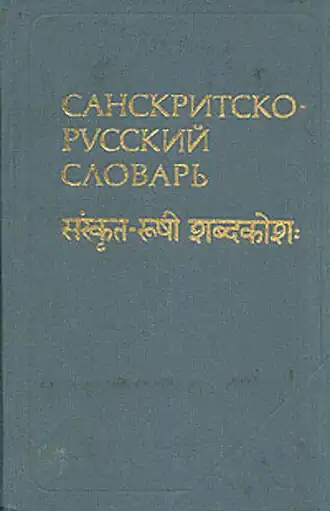 САНСКРИТСКО-
РУССКИЙ
СЛОВАРЬ
संस्कृत-रूषी शब्दकोशः